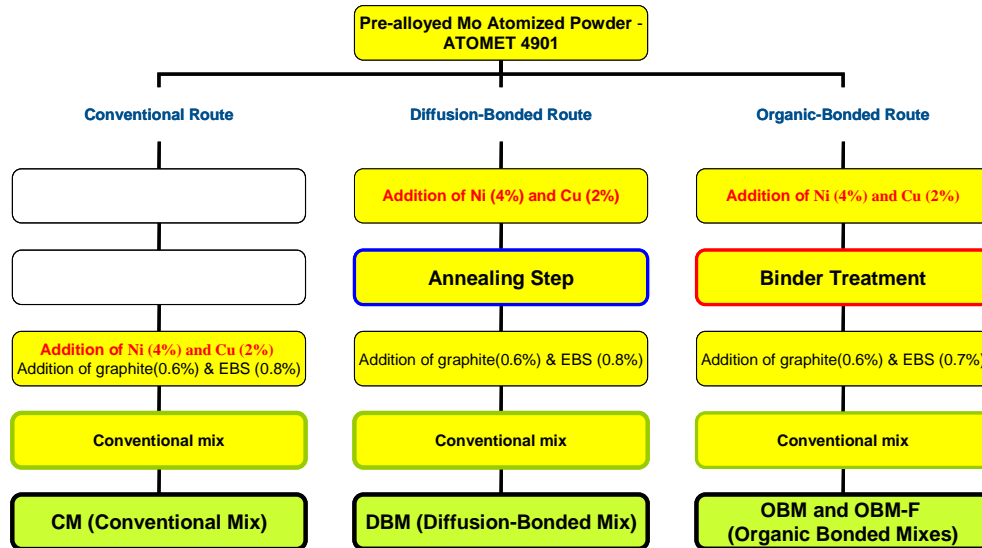 Pre-alloyed Mo Atomized Powder -
ATOMET 4901
Conventional Route
Diffusion-Bonded Route
Organic-Bonded Route
Addition of Ni (4%) and Cu (2%)
Addition of Ni (4%) and Cu (2%)
Annealing Step
Binder Treatment
Addition of Ni (4%) and Cu (2%)
Addition of graphite(0.6%) & EBS (0.8%)
Addition of graphite(0.6%) & EBS (0.8%)
Addition of graphite(0.6%) & EBS (0.7%)
Conventional mix
Conventional mix
Conventional mix
CM (Conventional Mix)
DBM (Diffusion-Bonded Mix)
OBM and OBM-F
(Organic Bonded Mixes)